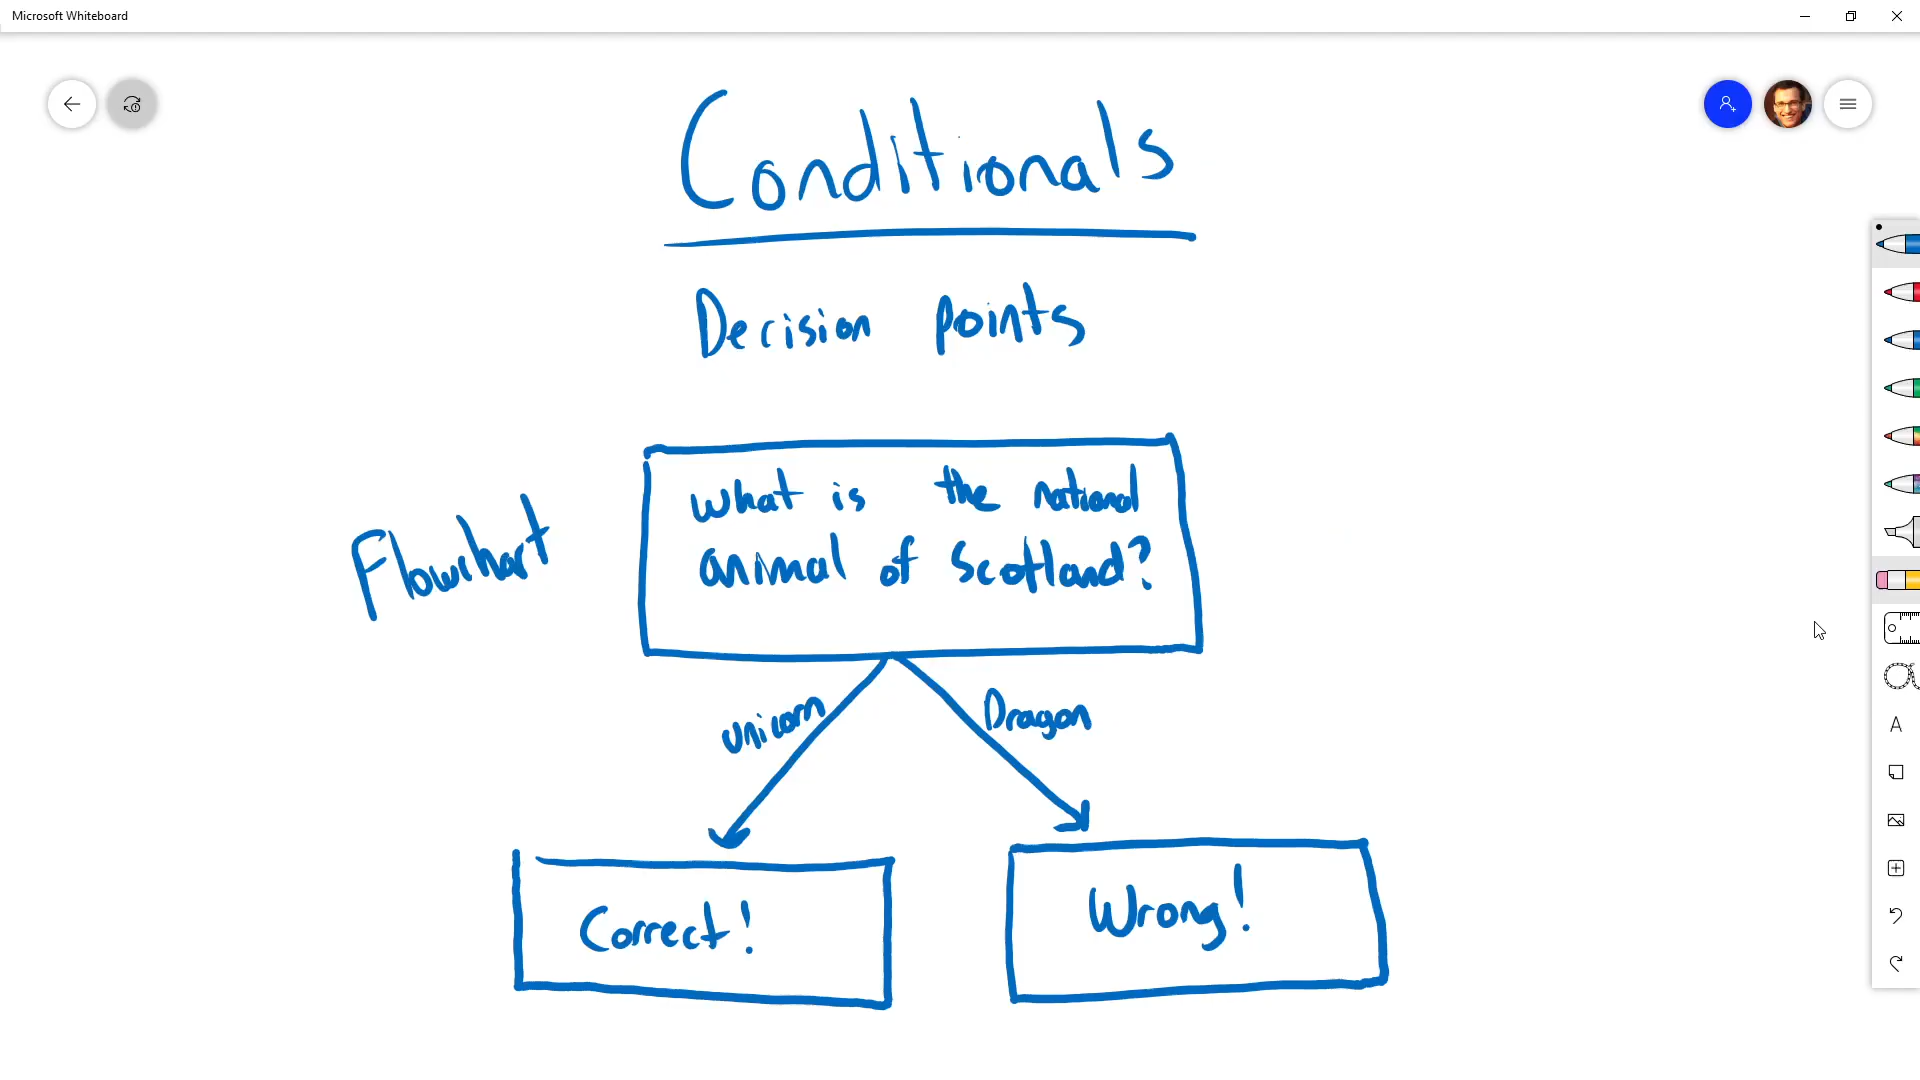 Microsoft Whiteboard
Conditionals
Decision points
Flowchart
What is the national
animal of Scotland?
unicorn
Dragon
Correct!
Wrong!
A